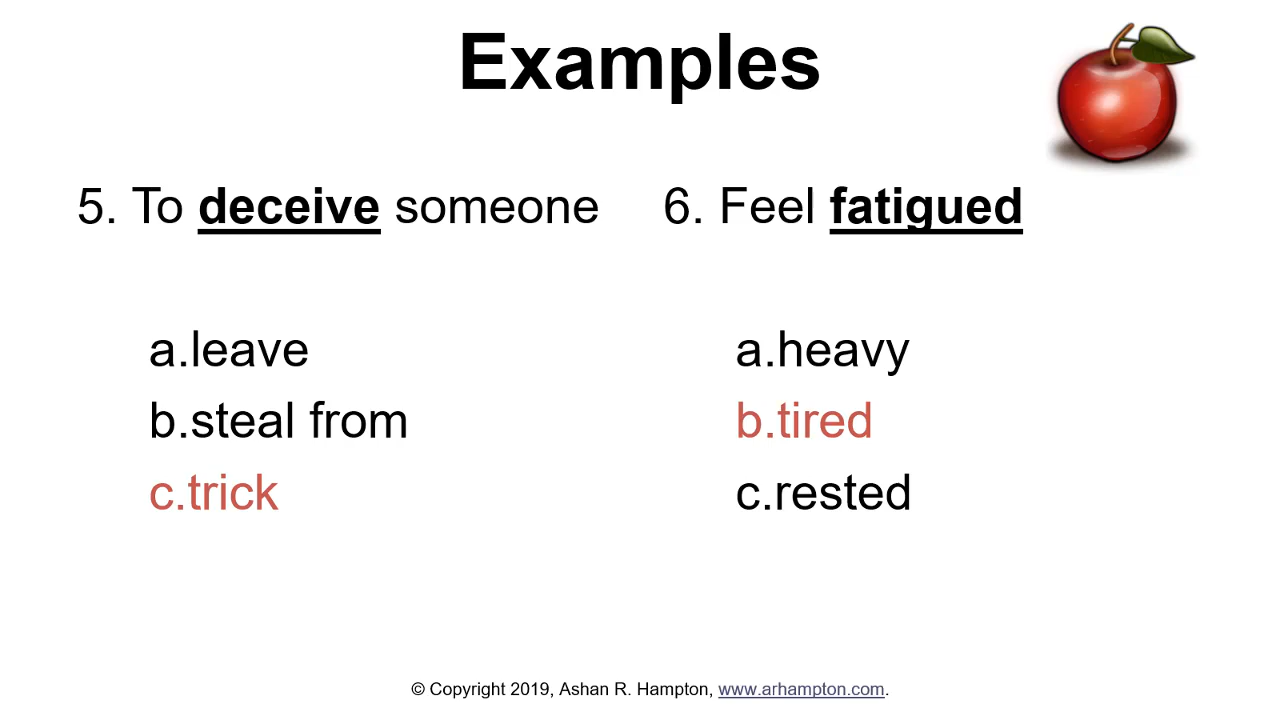 Examples
5. To deceive someone
a.leave
b.steal from
c.trick
6. Feel fatigued
a.heavy
b.tired
c.rested
© Copyright 2019, Ashan R. Hampton, www.arhampton.com.